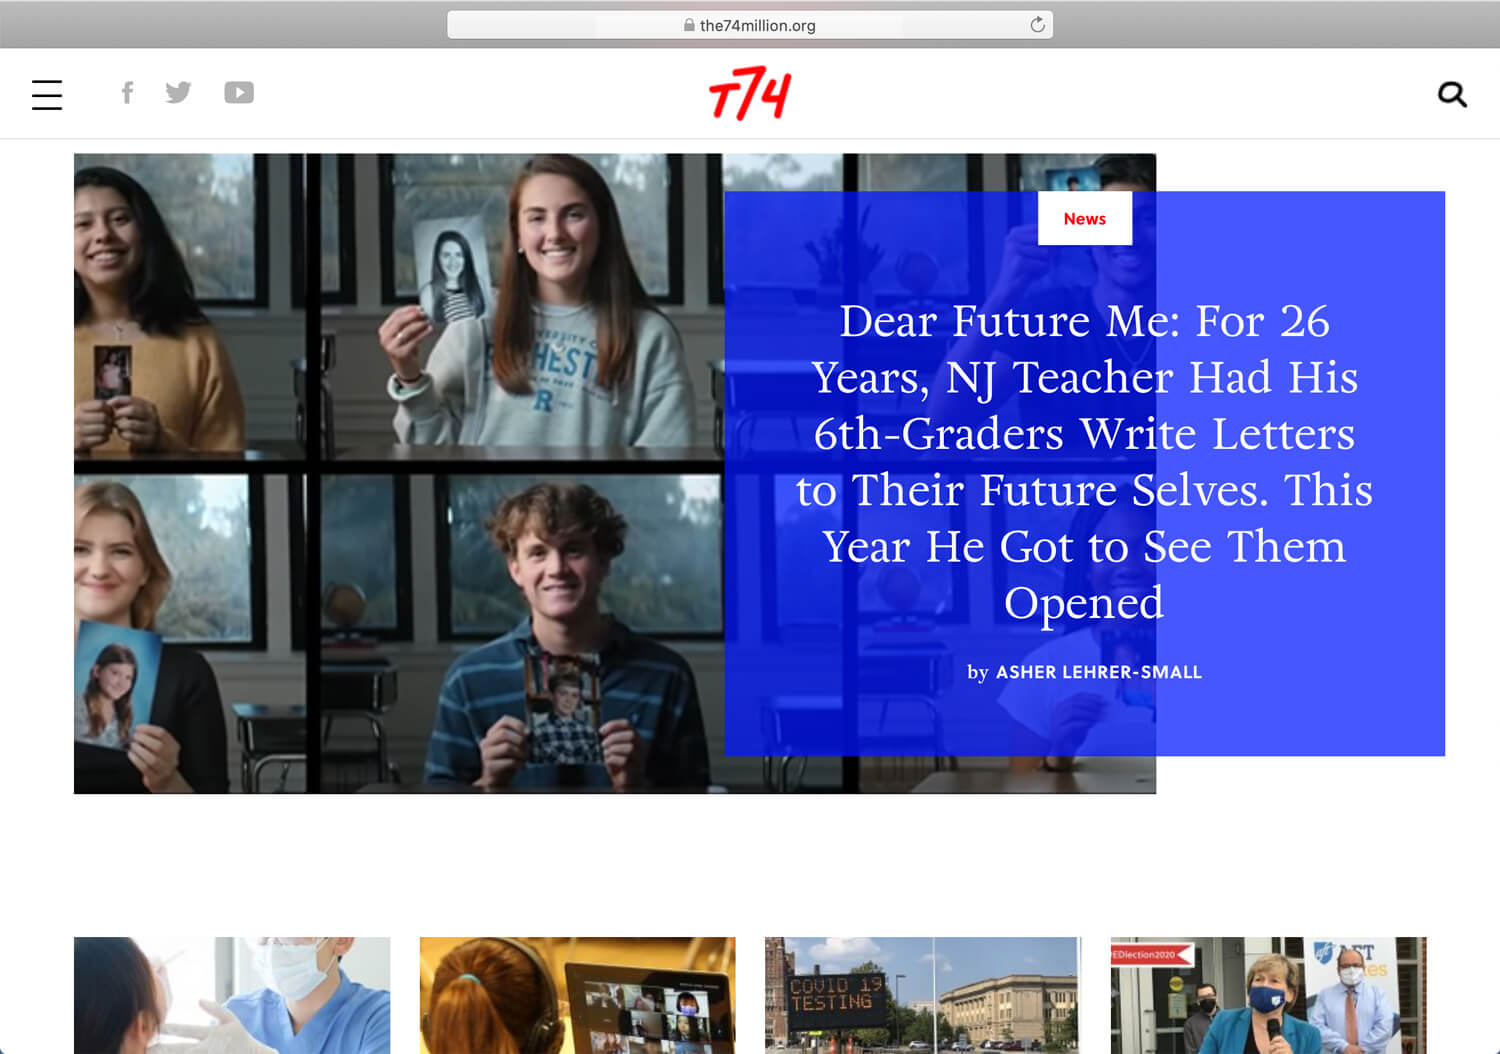 the74million.org
T74
News
Dear Future Me: For 26
Years, NJ Teacher Had His
6th-Graders Write Letters
to Their Future Selves. This
Year He Got to See Them
Opened
by ASHER LEHRER-SMALL
HEST
R
COVID 19
TESTING
EDlection2020